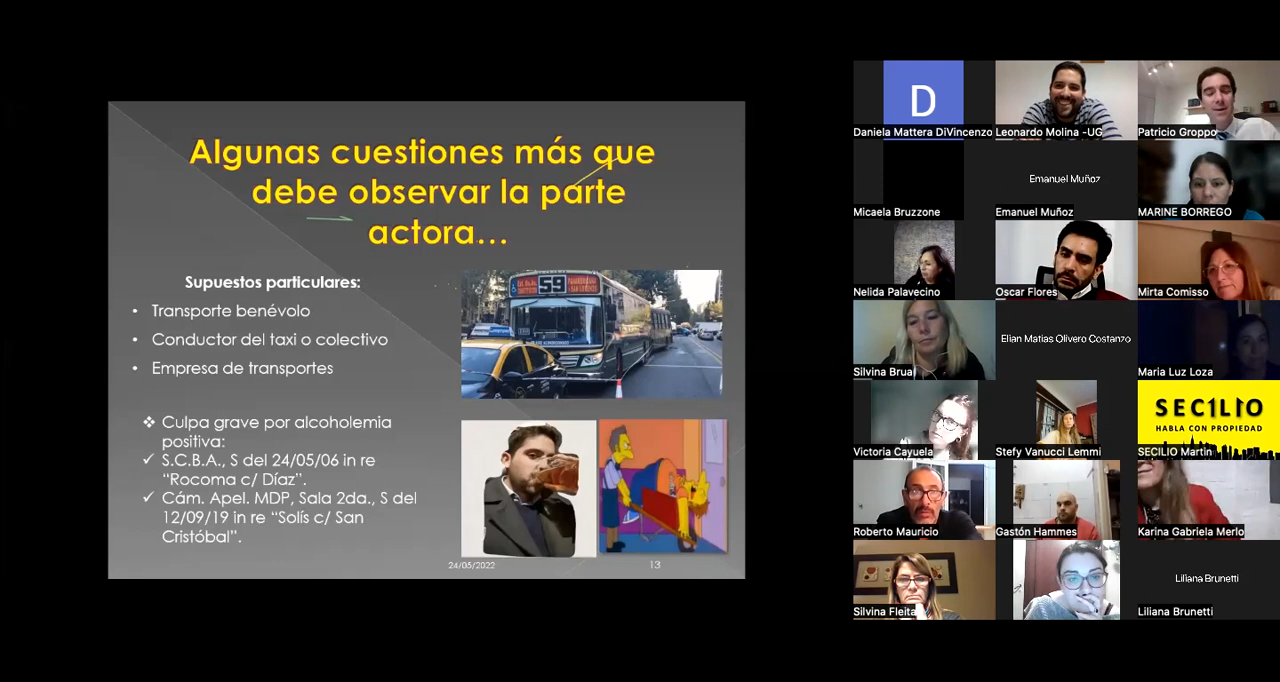 Algunas cuestiones más que
debe observar la parte
actora...
Supuestos particulares:
• Transporte benévolo
• Conductor del taxi o colectivo
• Empresa de transportes
❖ Culpa grave por alcoholemia
positiva:
✓ S.C.B.A., S del 24/05/06 in re
“Rocoma c/ Díaz”.
✓ Cám. Apel. MDP, Sala 2da., S del
12/09/19 in re “Solís c/ San
Cristóbal”.
59
24/05/2022
13
D
Daniela Mattera DiVincenzo
Leonardo Molina -UG
Patricio Groppo
Micaela Bruzzone
Emanuel Muñoz
Emanuel Muñoz
MARINE BORREGO
Nelida Palavecino
Oscar Flores
Mirta Comisso
Silvina Brual
Elian Matias Olivero Costanzo
Maria Luz Loza
Victoria Cayuela
Stefy Vanucci Lemmi
SEC1L1O
HABLA CON PROPIEDAD
SECILIO Martin
Roberto Mauricio
Gastón Hammes
Karina Gabriela Merlo
Silvina Fleita
Liliana Brunetti
Liliana Brunetti